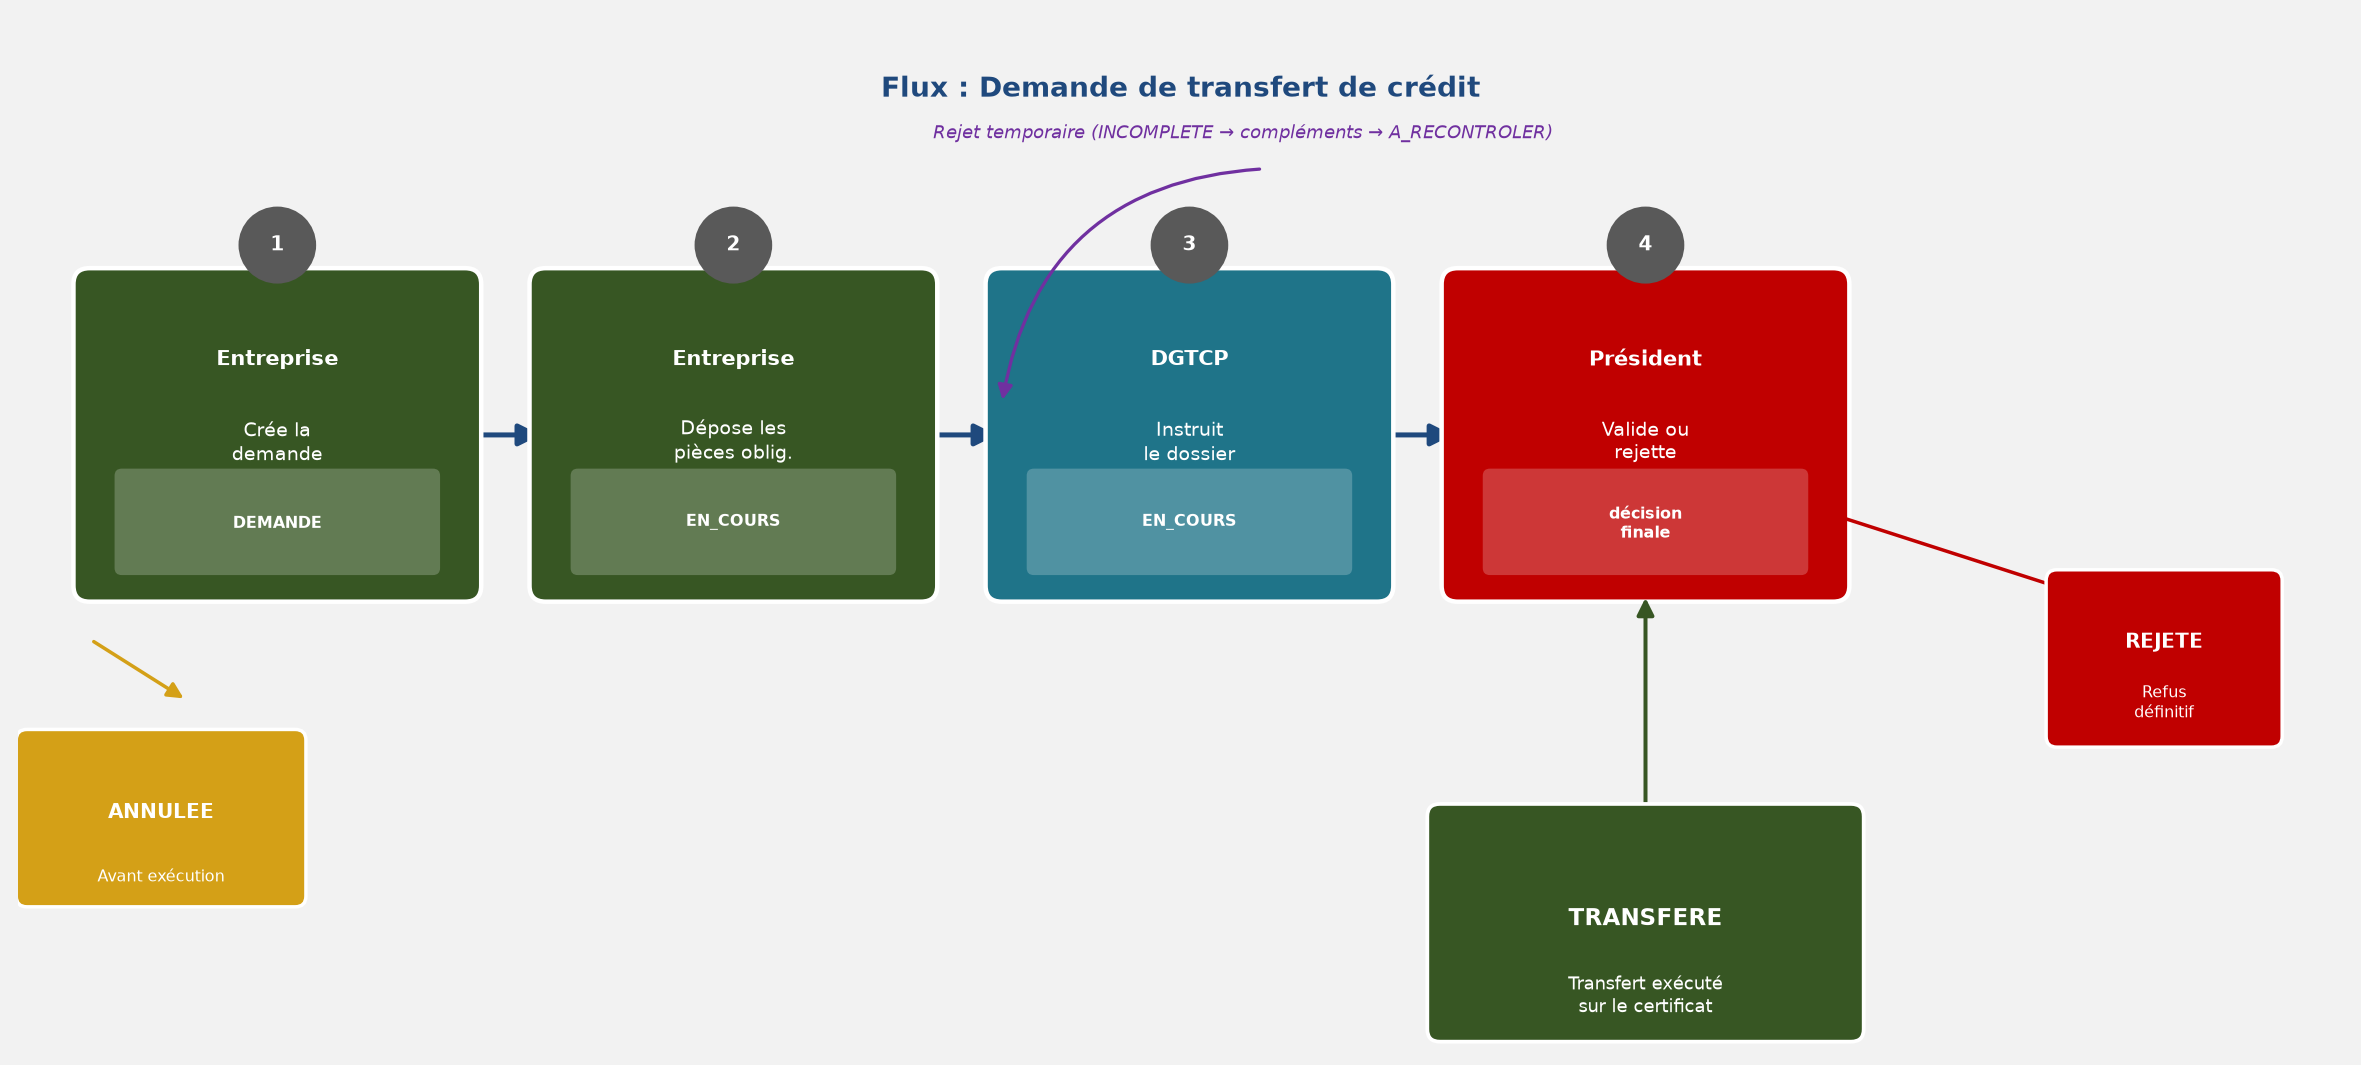 Flux : Demande de transfert de crédit
Rejet temporaire (INCOMPLETE → compléments → A_RECONTROLER)
1
Entreprise
Crée la
demande
DEMANDE
2
Entreprise
Dépose les
pièces oblig.
EN_COURS
3
DGTCP
Instruit
le dossier
EN_COURS
4
Président
Valide ou
rejette
décision
finale
REJETE
Refus
définitif
ANNULEE
Avant exécution
TRANSFERE
Transfert exécuté
sur le certificat